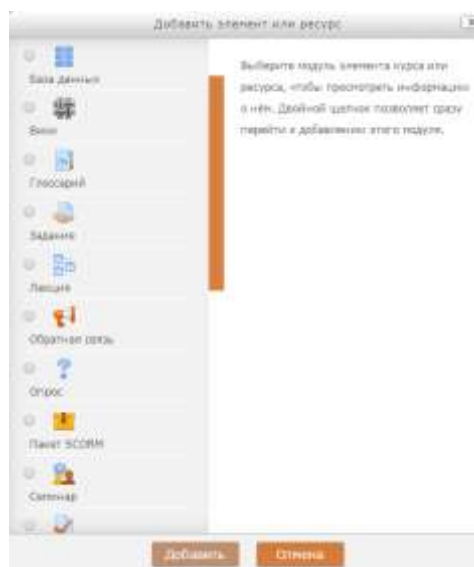 Добавить элемент или ресурс
База данных
Вики
Глоссарий
Задание
Лекция
Обратная связь
Опрос
Пакет SCORM
Семинар
Выберите модуль элемента курса или
ресурса, чтобы просмотреть информацию
о нём. Двойной щелчок позволяет сразу
перейти к добавлению этого модуля.
Добавить
Отмена